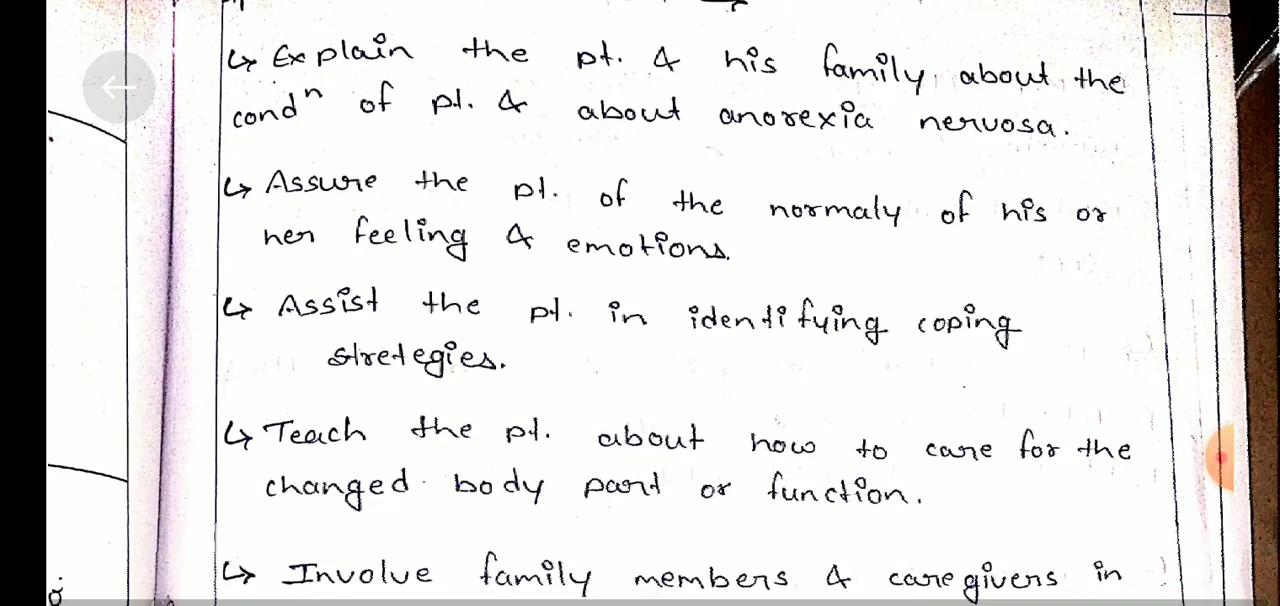 ↳ Explain the pt. & his family about the
condⁿ of pt. & about anorexia nervosa.
↳ Assure the pt. of the normaly of his or
her feeling & emotions.
↳ Assist the pt. in identifying coping
stretegies.
↳ Teach the pt. about how to care for the
changed body part or function.
↳ Involve family members & care givers in